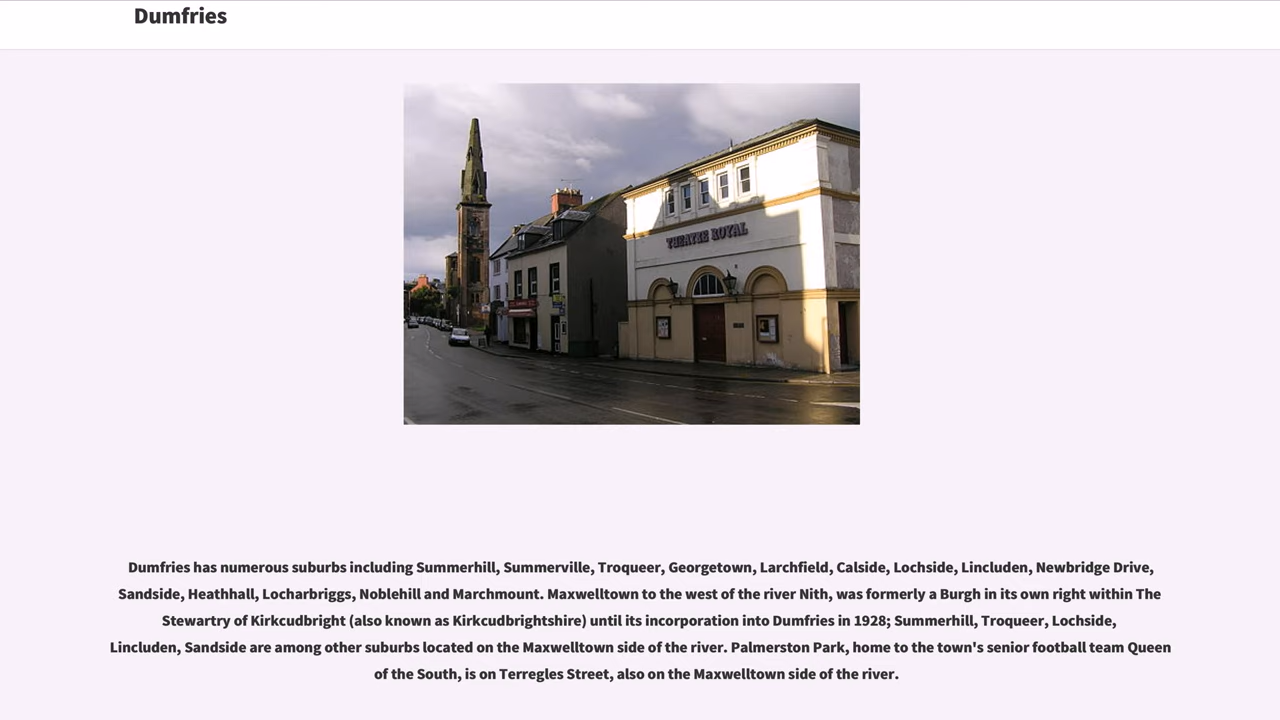 Dumfries
THEATRE ROYAL
Dumfries has numerous suburbs including Summerhill, Summerville, Troqueer, Georgetown, Larchfield, Calside, Lochside, Lincluden, Newbridge Drive,
Sandside, Heathhall, Locharbriggs, Noblehill and Marchmount. Maxwelltown to the west of the river Nith, was formerly a Burgh in its own right within The
Stewartry of Kirkcudbright (also known as Kirkcudbrightshire) until its incorporation into Dumfries in 1928; Summerhill, Troqueer, Lochside,
Lincluden, Sandside are among other suburbs located on the Maxwelltown side of the river. Palmerston Park, home to the town's senior football team Queen
of the South, is on Terregles Street, also on the Maxwelltown side of the river.